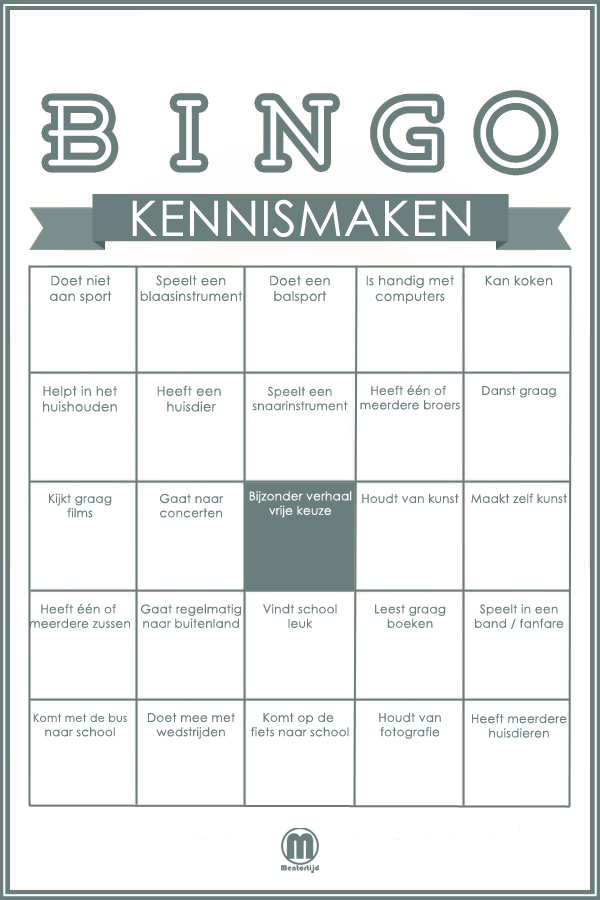 BINGO
KENNISMAKEN
Doet niet
aan sport
Speelt een
blaasinstrument
Doet een
balsport
Is handig met
computers
Kan koken
Helpt in het
huishouden
Heeft een
huisdier
Speelt een
snaarinstrument
Heeft één of
meerdere broers
Danst graag
Kijkt graag
films
Gaat naar
concerten
Bijzonder verhaal
vrije keuze
Houdt van kunst
Maakt zelf kunst
Heeft één of
meerdere zussen
Gaat regelmatig
naar buitenland
Vindt school
leuk
Leest graag
boeken
Speelt in een
band / fanfare
Komt met de bus
naar school
Doet mee met
wedstrijden
Komt op de
fiets naar school
Houdt van
fotografie
Heeft meerdere
huisdieren
m
Mentortijd